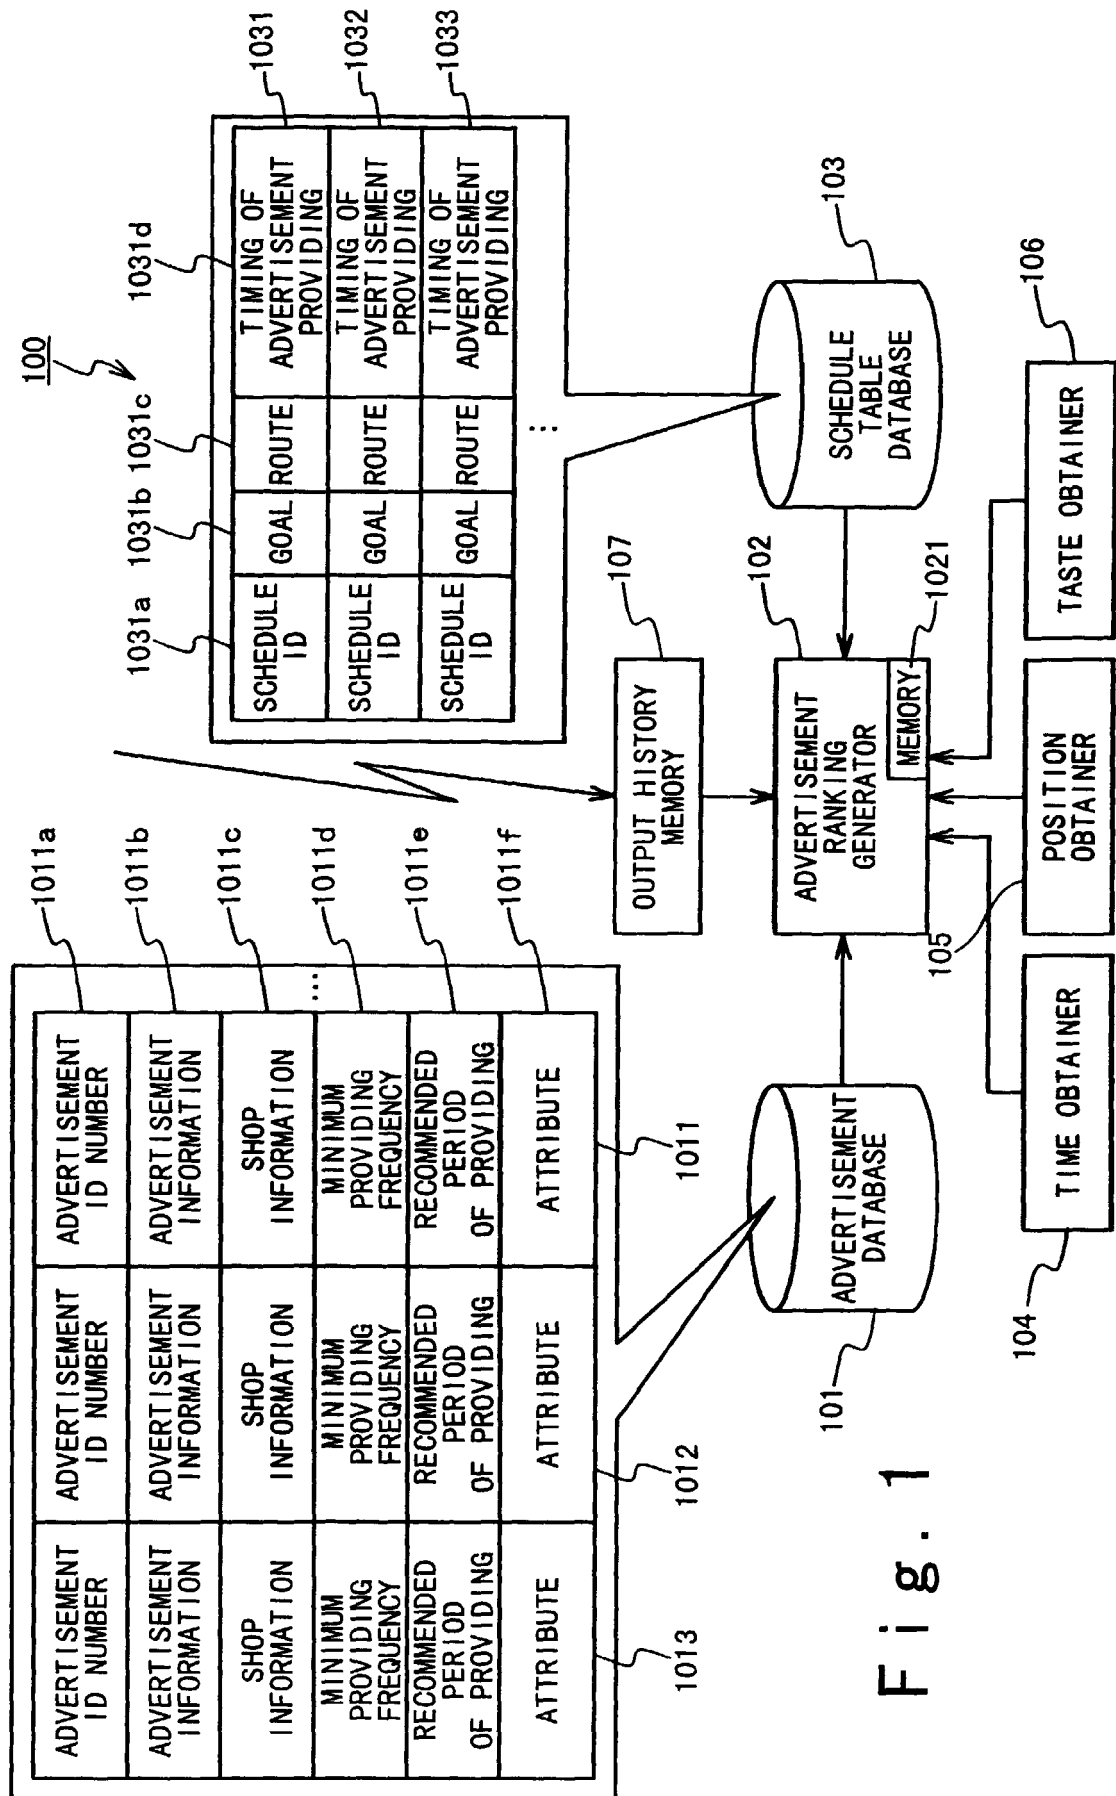 100
1011a
1011b
1011c
1011d
1011e
1011f
ADVERTISEMENT
ID NUMBER
ADVERTISEMENT
ID NUMBER
ADVERTISEMENT
ID NUMBER
ADVERTISEMENT
INFORMATION
ADVERTISEMENT
INFORMATION
ADVERTISEMENT
INFORMATION
SHOP
INFORMATION
SHOP
INFORMATION
SHOP
INFORMATION
...
MINIMUM
PROVIDING
FREQUENCY
MINIMUM
PROVIDING
FREQUENCY
MINIMUM
PROVIDING
FREQUENCY
RECOMMENDED
PERIOD
OF PROVIDING
RECOMMENDED
PERIOD
OF PROVIDING
RECOMMENDED
PERIOD
OF PROVIDING
ATTRIBUTE
ATTRIBUTE
ATTRIBUTE
1013
1012
1011
1031a
1031b
1031c
1031d
SCHEDULE
ID
GOAL
ROUTE
TIMING OF
ADVERTISEMENT
PROVIDING
1031
SCHEDULE
ID
GOAL
ROUTE
TIMING OF
ADVERTISEMENT
PROVIDING
1032
SCHEDULE
ID
GOAL
ROUTE
TIMING OF
ADVERTISEMENT
PROVIDING
1033
...
OUTPUT HISTORY
MEMORY
107
ADVERTISEMENT
DATABASE
101
ADVERTISEMENT
RANKING
GENERATOR
102
MEMORY
1021
SCHEDULE
TABLE
DATABASE
103
TIME OBTAINER
104
POSITION
OBTAINER
105
TASTE OBTAINER
106
Fig. 1